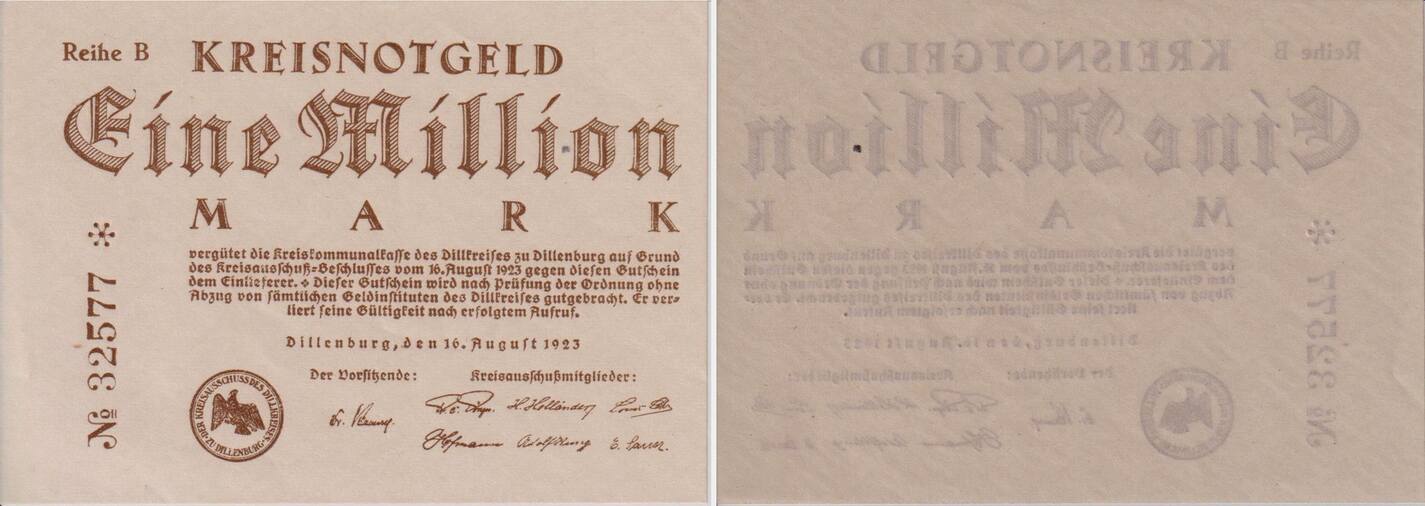 Reihe B KREISNOTGELD
Eine Million
MARK
vergütet die Kreiskommunalkasse des Dillkreises zu Dillenburg auf Grund
des Kreisausschuß-Beschlusses vom 16. August 1923 gegen diesen Gutschein
dem Einlieferer. Dieser Gutschein wird nach Prüfung der Ordnung ohne
Abzug von sämtlichen Geldinstituten des Dillkreises gutgebracht. Er ver-
liert seine Gültigkeit nach erfolgtem Aufruf.
Dillenburg, den 16. August 1923
Der Vorsitzende: Kreisausschußmitglieder:
H. Holländer
Hofmann
DER KREISAUSSCHUSS DES DILLKREISES ZU DILLENBURG
№ 32577 *